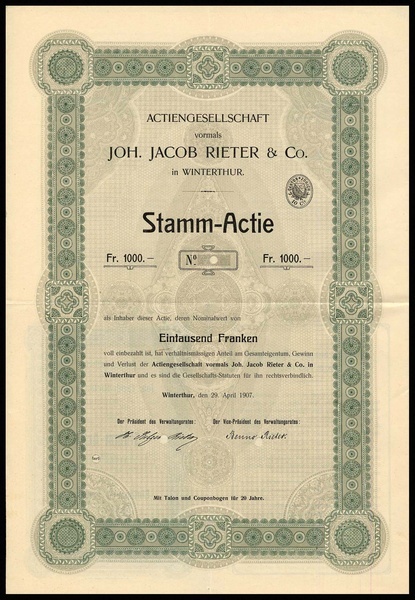 ACTIENGESELLSCHAFT
vormals
JOH. JACOB RIETER & Co.
in WINTERTHUR.
Stamm-Actie
Fr. 1000.— No Fr. 1000.—
als Inhaber dieser Actie, deren Nominalwert von
Eintausend Franken
voll einbezahlt ist, hat verhältnismässigen Anteil am Gesamteigentum, Gewinn
und Verlust der Actiengesellschaft vormals Joh. Jacob Rieter & Co. in
Winterthur und es sind die Gesellschafts-Statuten für ihn rechtsverbindlich.
Winterthur, den 29. April 1907.
Der Präsident des Verwaltungsrates: Der Vice-Präsident des Verwaltungsrates:
Benno Rieter
Mit Talon und Couponbogen für 20 Jahre.